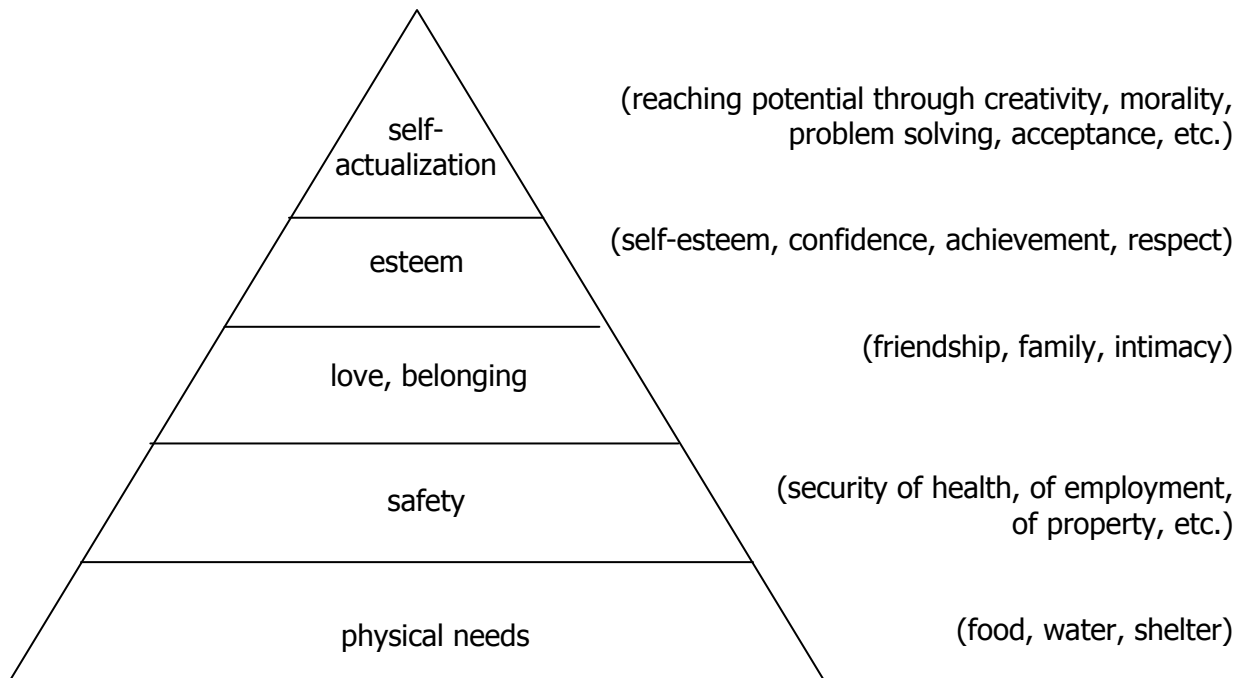 (reaching potential through creativity, morality,
problem solving, acceptance, etc.)
self-
actualization
(self-esteem, confidence, achievement, respect)
esteem
(friendship, family, intimacy)
love, belonging
(security of health, of employment,
of property, etc.)
safety
(food, water, shelter)
physical needs